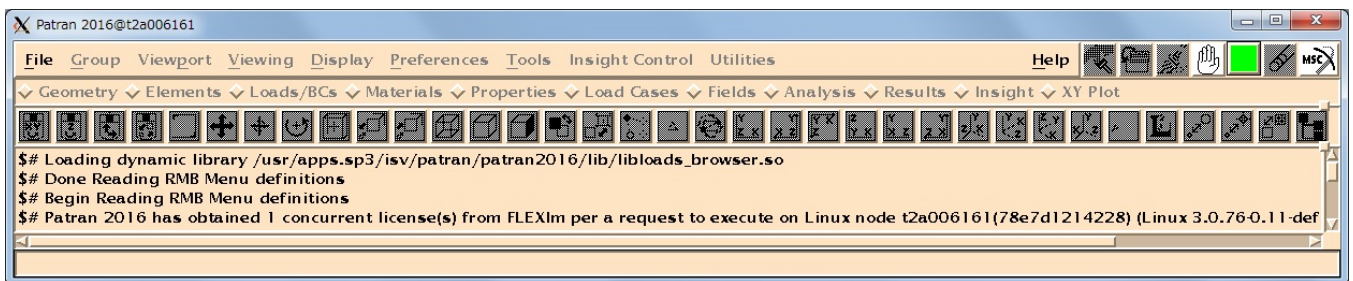 Patran 2016@t2a006161
File Group Viewport Viewing Display Preferences Tools Insight Control Utilities Help MSC
Geometry Elements Loads/BCs Materials Properties Load Cases Fields Analysis Results Insight XY Plot
$# Loading dynamic library /usr/apps.sp3/isv/patran/patran2016/lib/libloads_browser.so
$# Done Reading RMB Menu definitions
$# Begin Reading RMB Menu definitions
$# Patran 2016 has obtained 1 concurrent license(s) from FLEXlm per a request to execute on Linux node t2a006161(78e7d1214228) (Linux 3.0.76-0.11-def